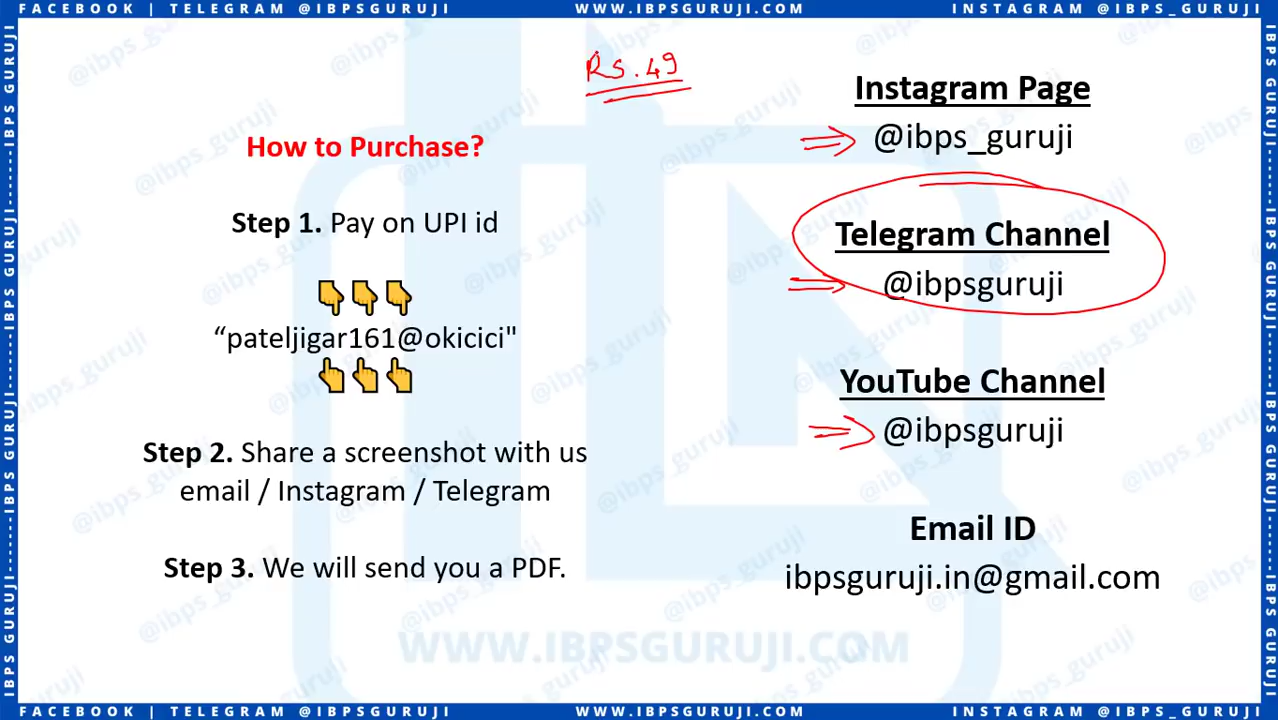 FACEBOOK | TELEGRAM @IBPSGURUJI
WWW.IBPSGURUJI.COM
INSTAGRAM @IBPS_GURUJI
Rs.49
How to Purchase?
Step 1. Pay on UPI id
👇👇👇
“pateljigar161@okicici"
👆👆👆
Step 2. Share a screenshot with us
email / Instagram / Telegram
Step 3. We will send you a PDF.
Instagram Page
@ibps_guruji
Telegram Channel
@ibpsguruji
YouTube Channel
@ibpsguruji
Email ID
ibpsguruji.in@gmail.com
WWW.IBPSGURUJI.COM
FACEBOOK | TELEGRAM @IBPSGURUJI
WWW.IBPSGURUJI.COM
INSTAGRAM @IBPS_GURUJI